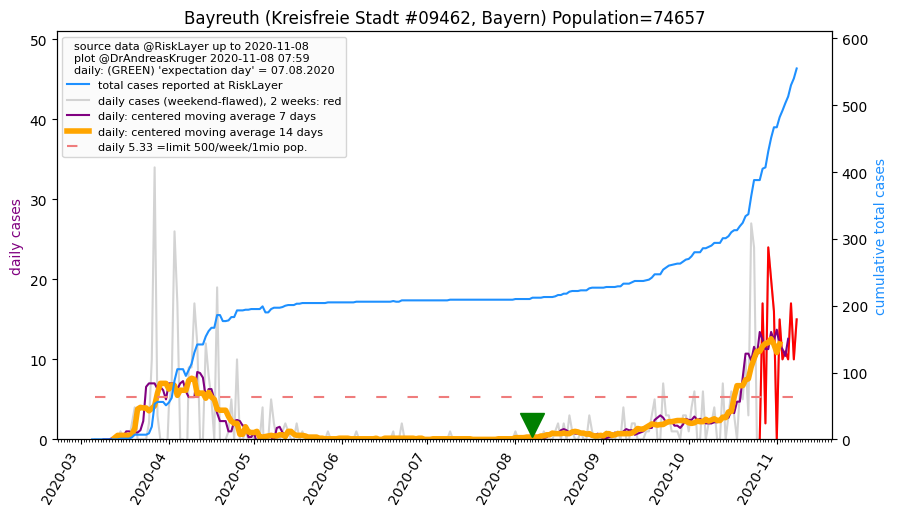 Bayreuth (Kreisfreie Stadt #09462, Bayern) Population=74657
source data @RiskLayer up to 2020-11-08
plot @DrAndreasKruger 2020-11-08 07:59
daily: (GREEN) 'expectation day' = 07.08.2020
total cases reported at RiskLayer
daily cases (weekend-flawed), 2 weeks: red
daily: centered moving average 7 days
daily: centered moving average 14 days
daily 5.33 =limit 500/week/1mio pop.
daily cases
50
40
30
20
10
0
cumulative total cases
600
500
400
300
200
100
0
2020-03
2020-04
2020-05
2020-06
2020-07
2020-08
2020-09
2020-10
2020-11